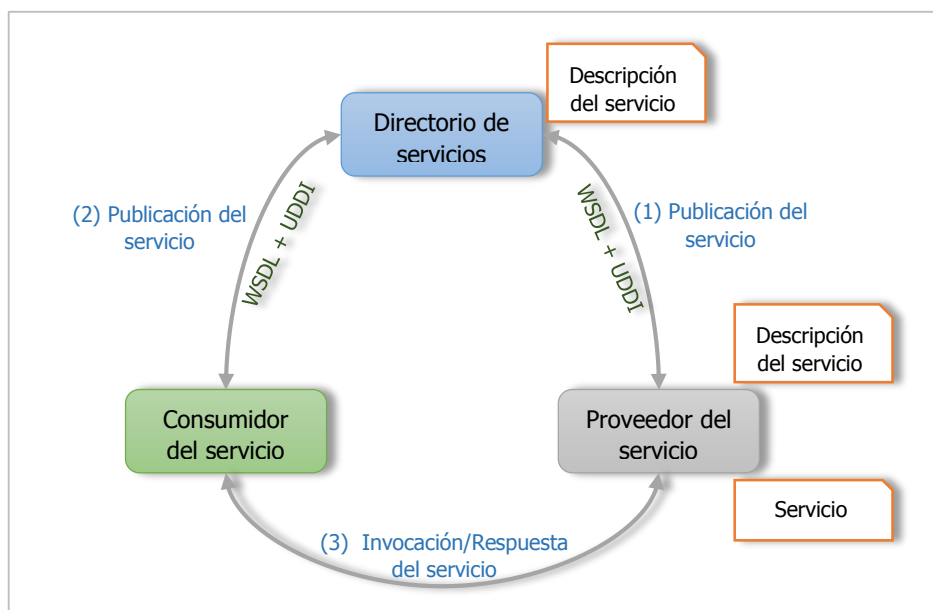 Descripción
del servicio
Directorio de
servicios
(2) Publicación del
servicio
WSDL + UDDI
WSDL + UDDI
(1) Publicación del
servicio
Descripción
del servicio
Consumidor
del servicio
Proveedor del
servicio
Servicio
(3) Invocación/Respuesta
del servicio